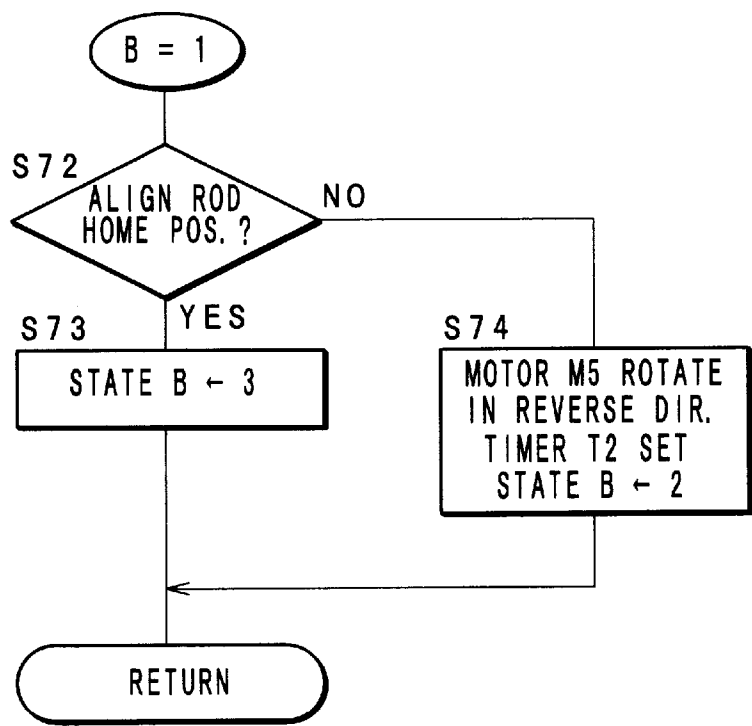 B = 1
S72
ALIGN ROD
HOME POS. ?
NO
YES
S73
STATE B ← 3
S74
MOTOR M5 ROTATE
IN REVERSE DIR.
TIMER T2 SET
STATE B ← 2
RETURN